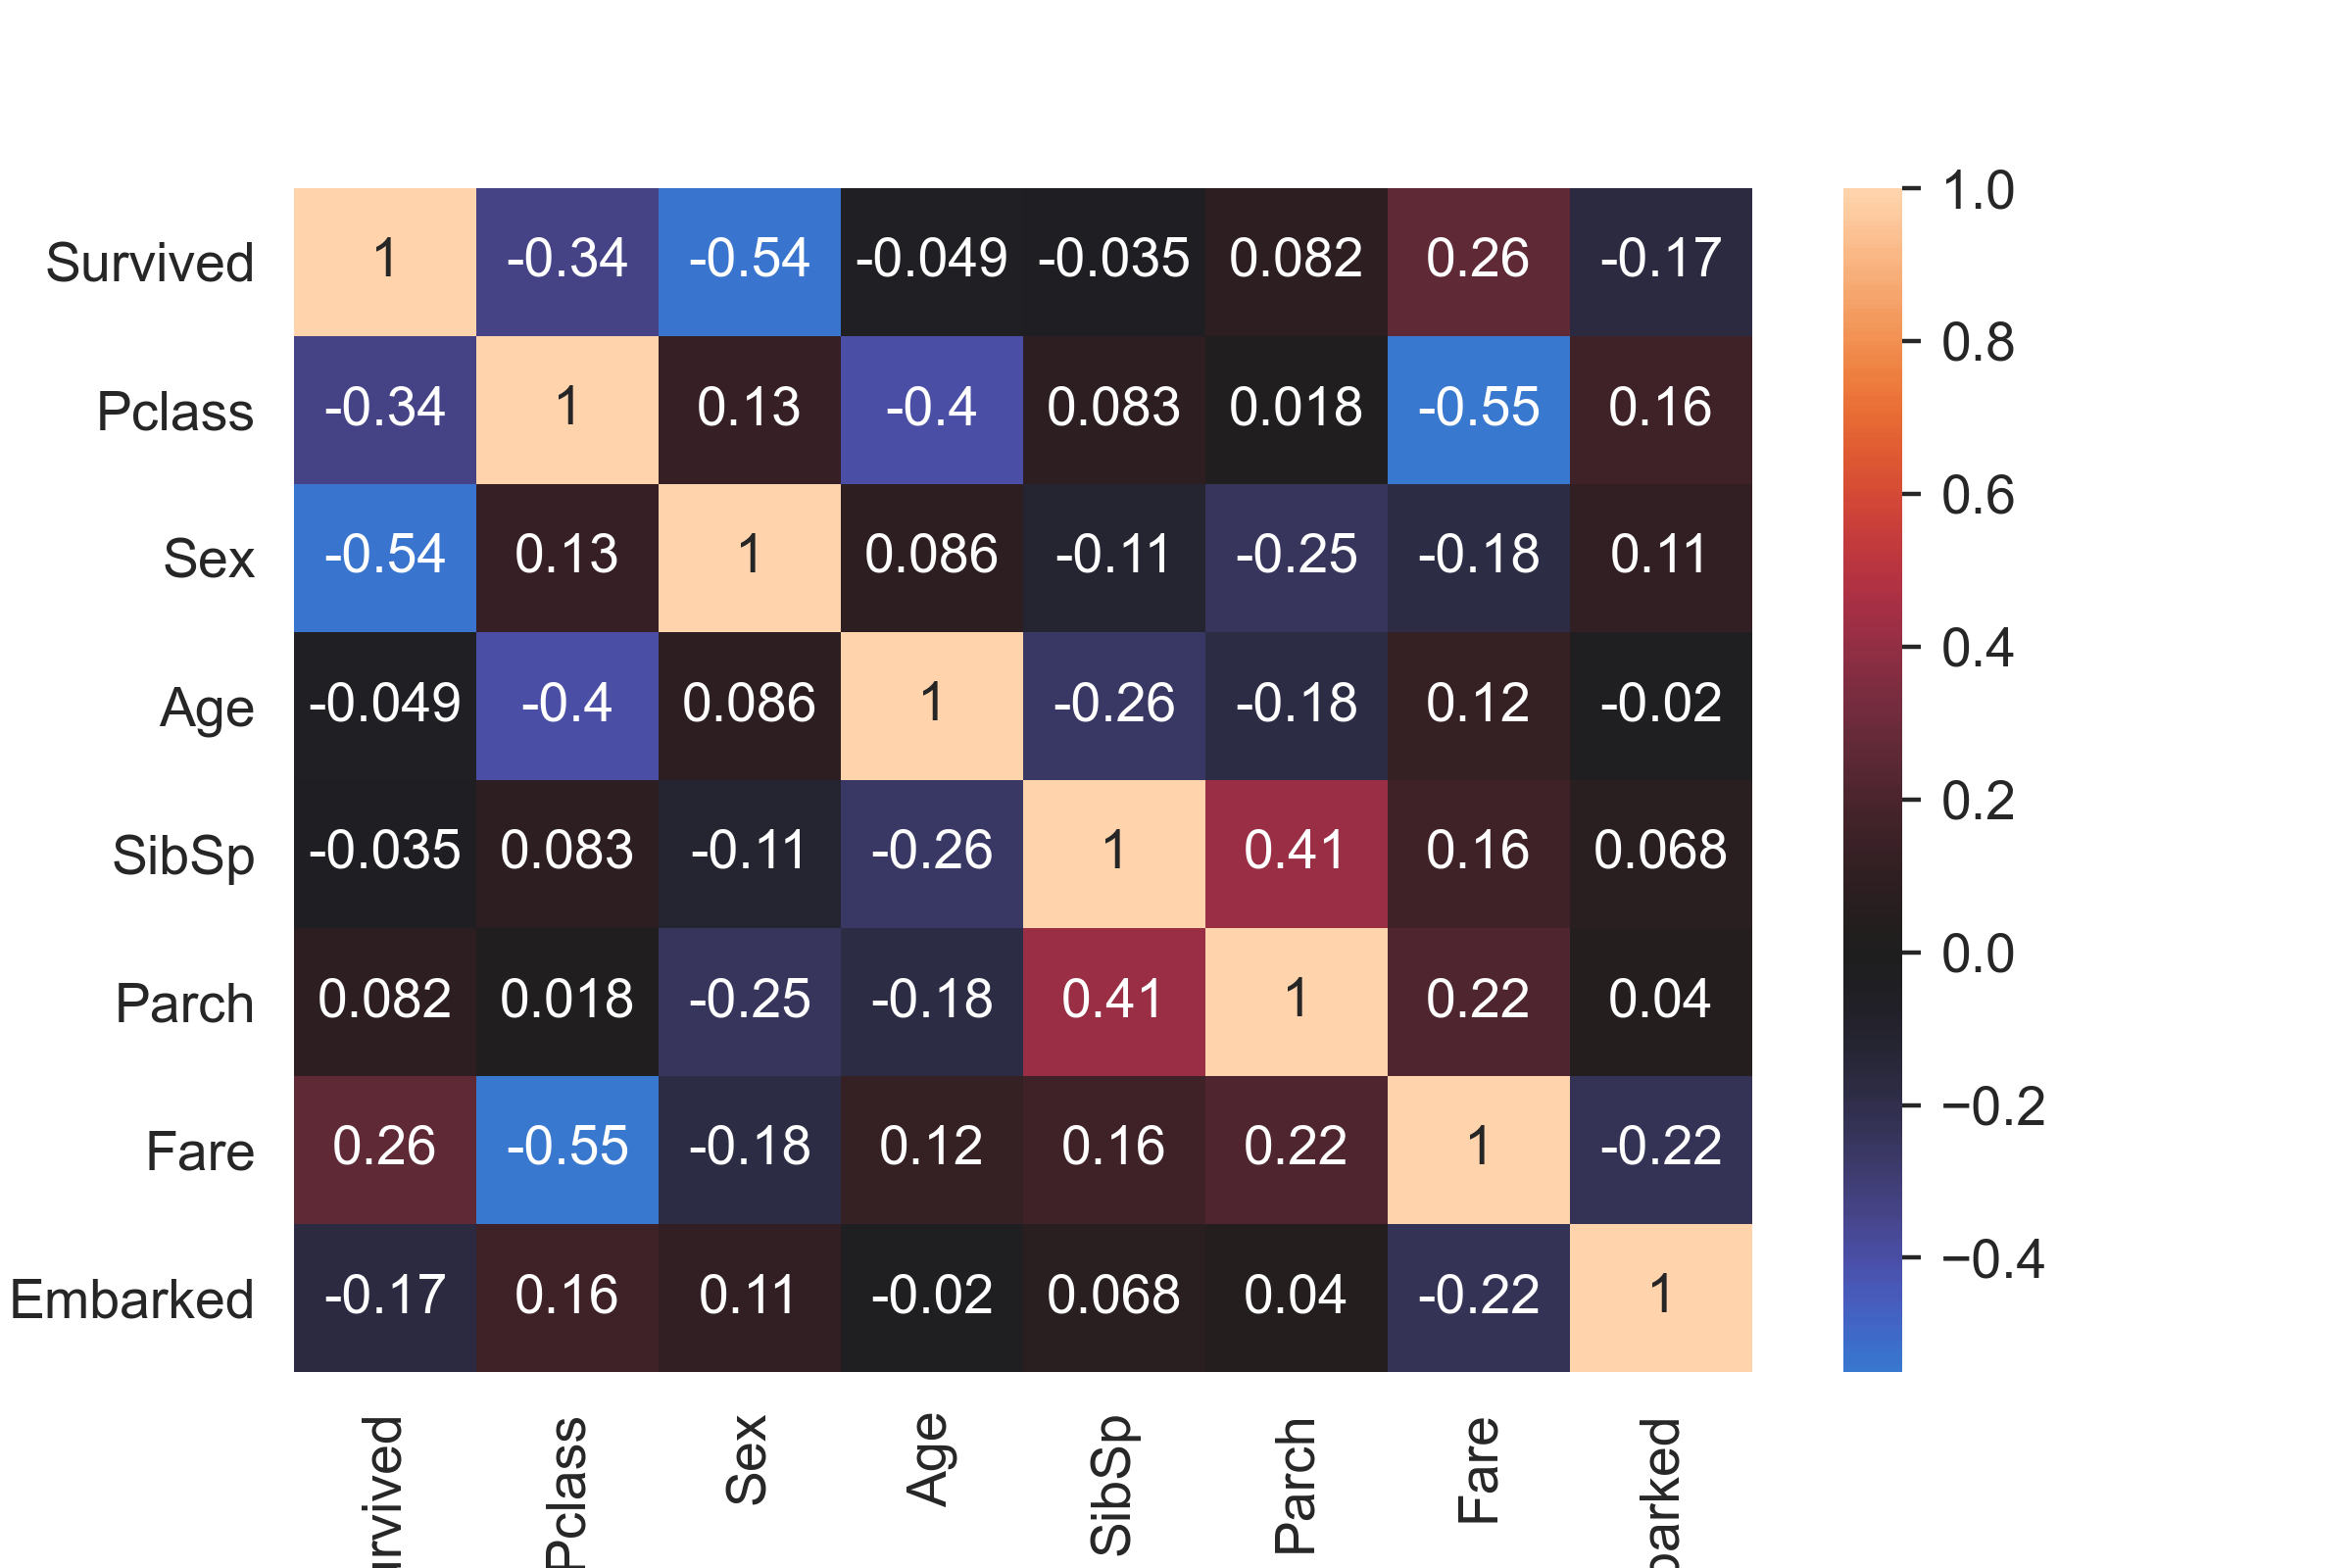 1.0
Survived 1 -0.34 -0.54 -0.049 -0.035 0.082 0.26 -0.17
0.8
Pclass -0.34 1 0.13 -0.4 0.083 0.018 -0.55 0.16
0.6
Sex -0.54 0.13 1 0.086 -0.11 -0.25 -0.18 0.11
0.4
Age -0.049 -0.4 0.086 1 -0.26 -0.18 0.12 -0.02
0.2
SibSp -0.035 0.083 -0.11 -0.26 1 0.41 0.16 0.068
0.0
Parch 0.082 0.018 -0.25 -0.18 0.41 1 0.22 0.04
−0.2
Fare 0.26 -0.55 -0.18 0.12 0.16 0.22 1 -0.22
−0.4
Embarked -0.17 0.16 0.11 -0.02 0.068 0.04 -0.22 1
urvived
Pclass
Sex
Age
SibSp
Parch
Fare
parked